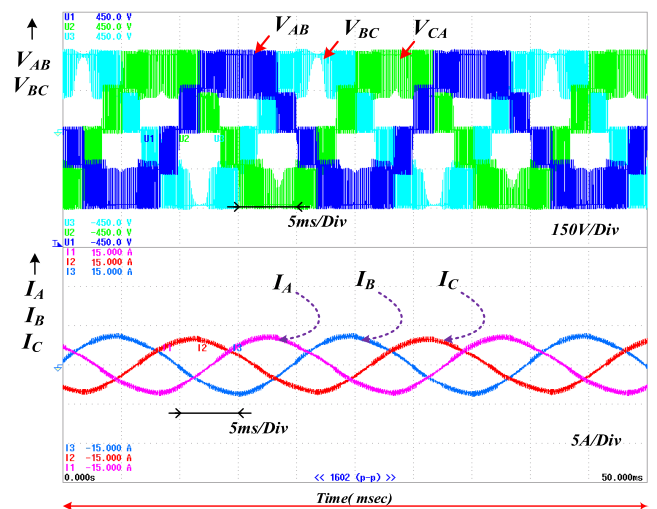 U1 450.0 V
U2 450.0 V
U3 450.0 V
V_AB V_BC V_CA
V_AB
V_BC
U1 U2
5ms/Div
150V/Div
U3 -450.0 V
U2 -450.0 V
U1 -450.0 V
I1 15.000 A
I2 15.000 A
I3 15.000 A
I_A
I_B
I_C
I_A I_B I_C
I2
5ms/Div
5A/Div
I3 -15.000 A
I2 -15.000 A
I1 -15.000 A
0.000s
<< 1602 (p-p) >>
50.000ms
Time( msec)